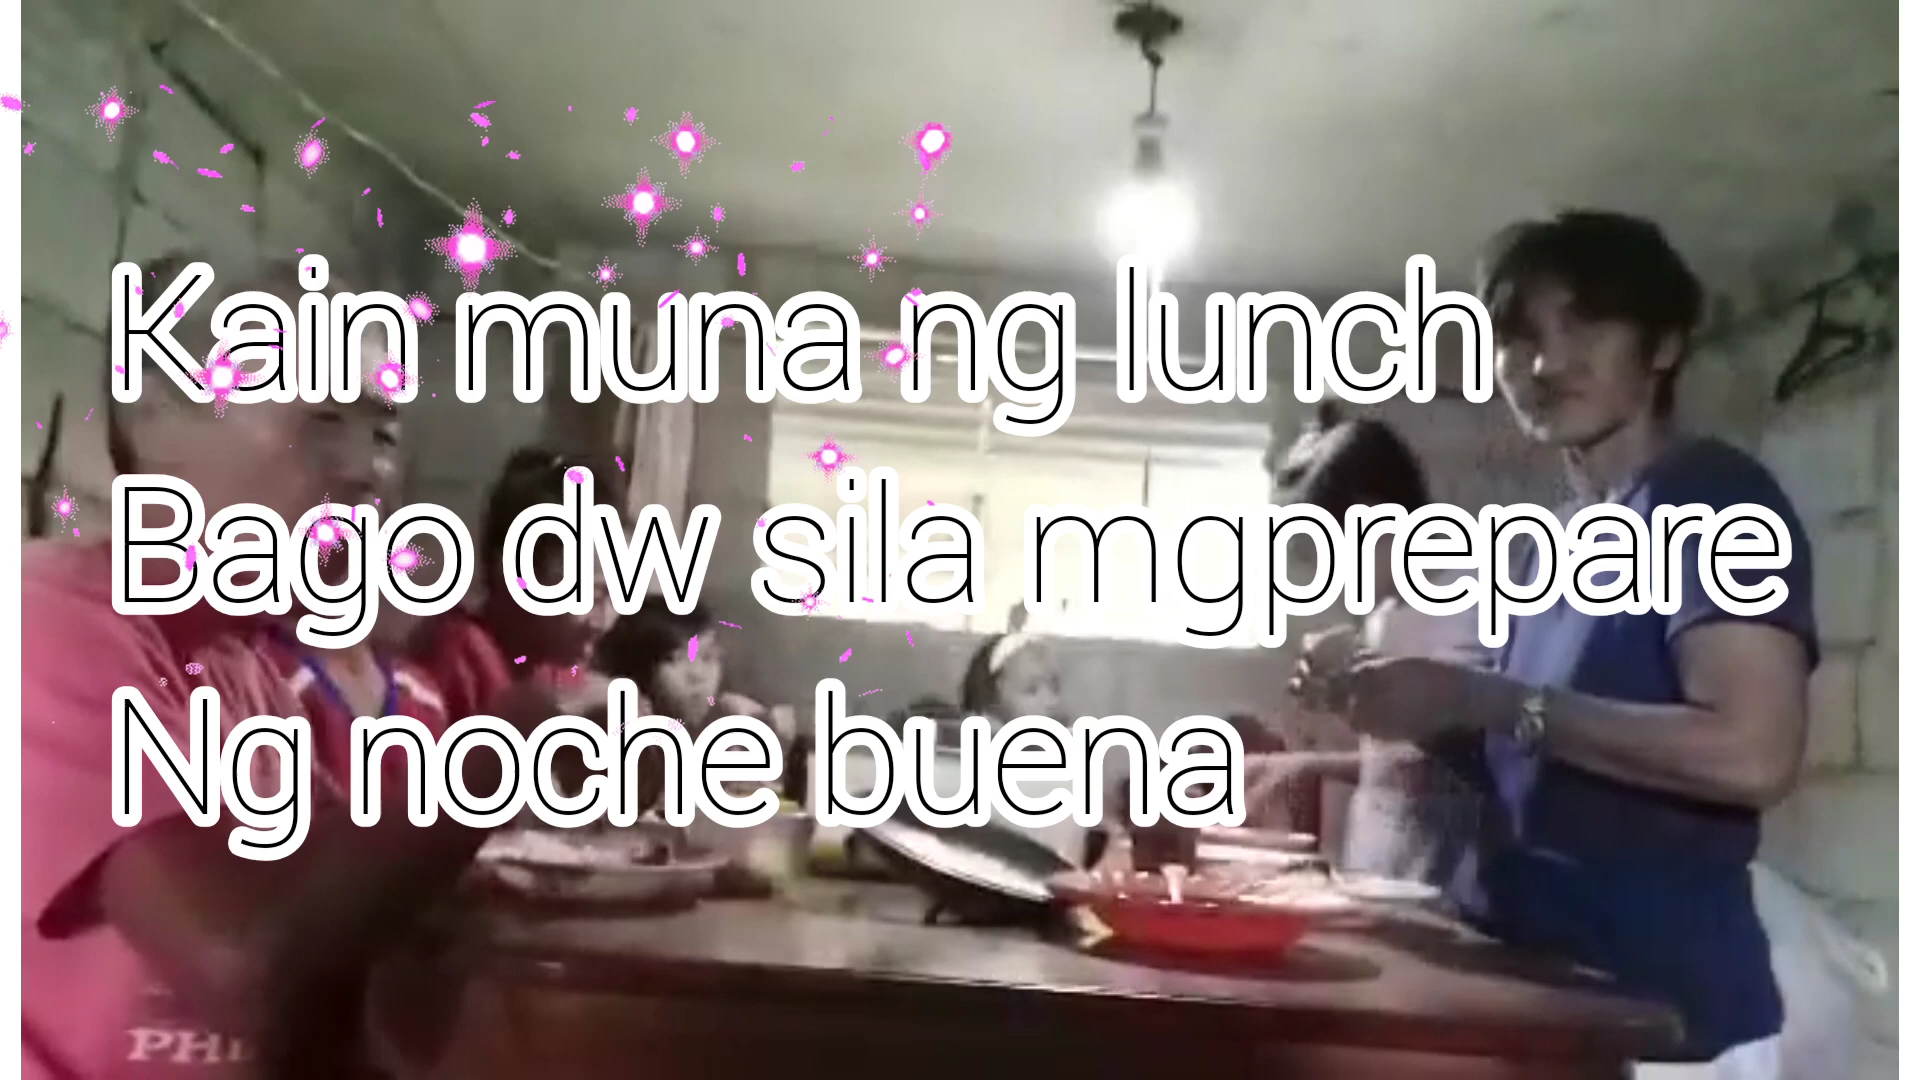 Kain muna ng lunch
Bago dw sila mgprepare
Ng noche buena